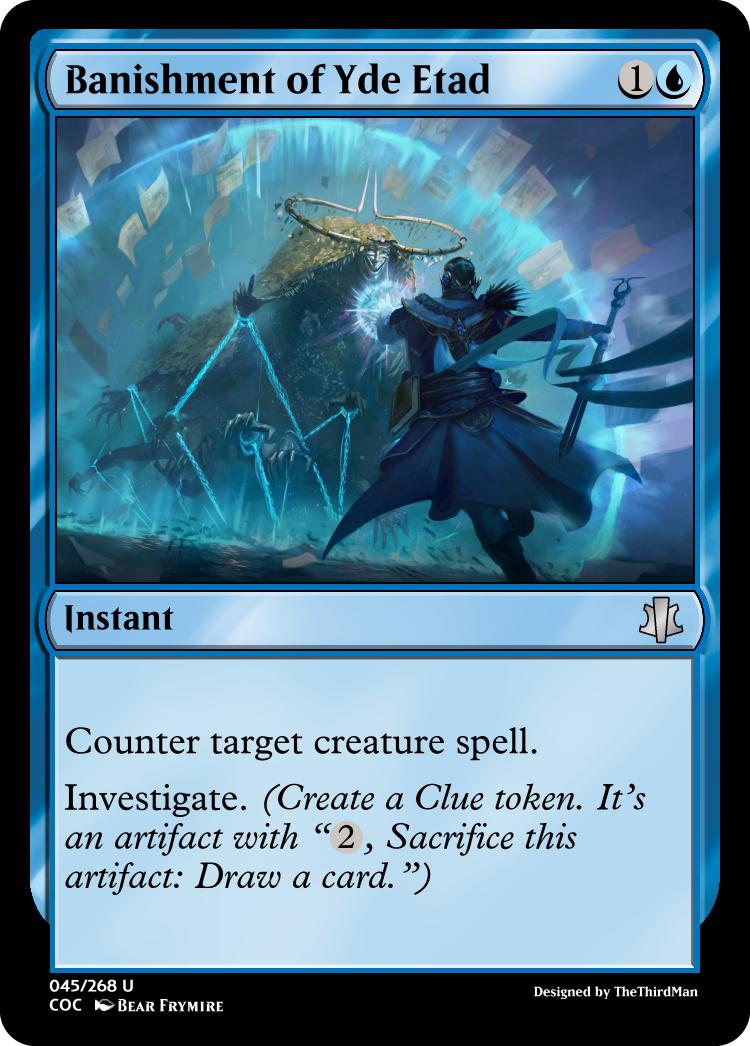 Banishment of Yde Etad 1
Instant
Counter target creature spell.
Investigate. (Create a Clue token. It's
an artifact with “2, Sacrifice this
artifact: Draw a card.”)
045/268 U
COC BEAR FRYMIRE
Designed by TheThirdMan